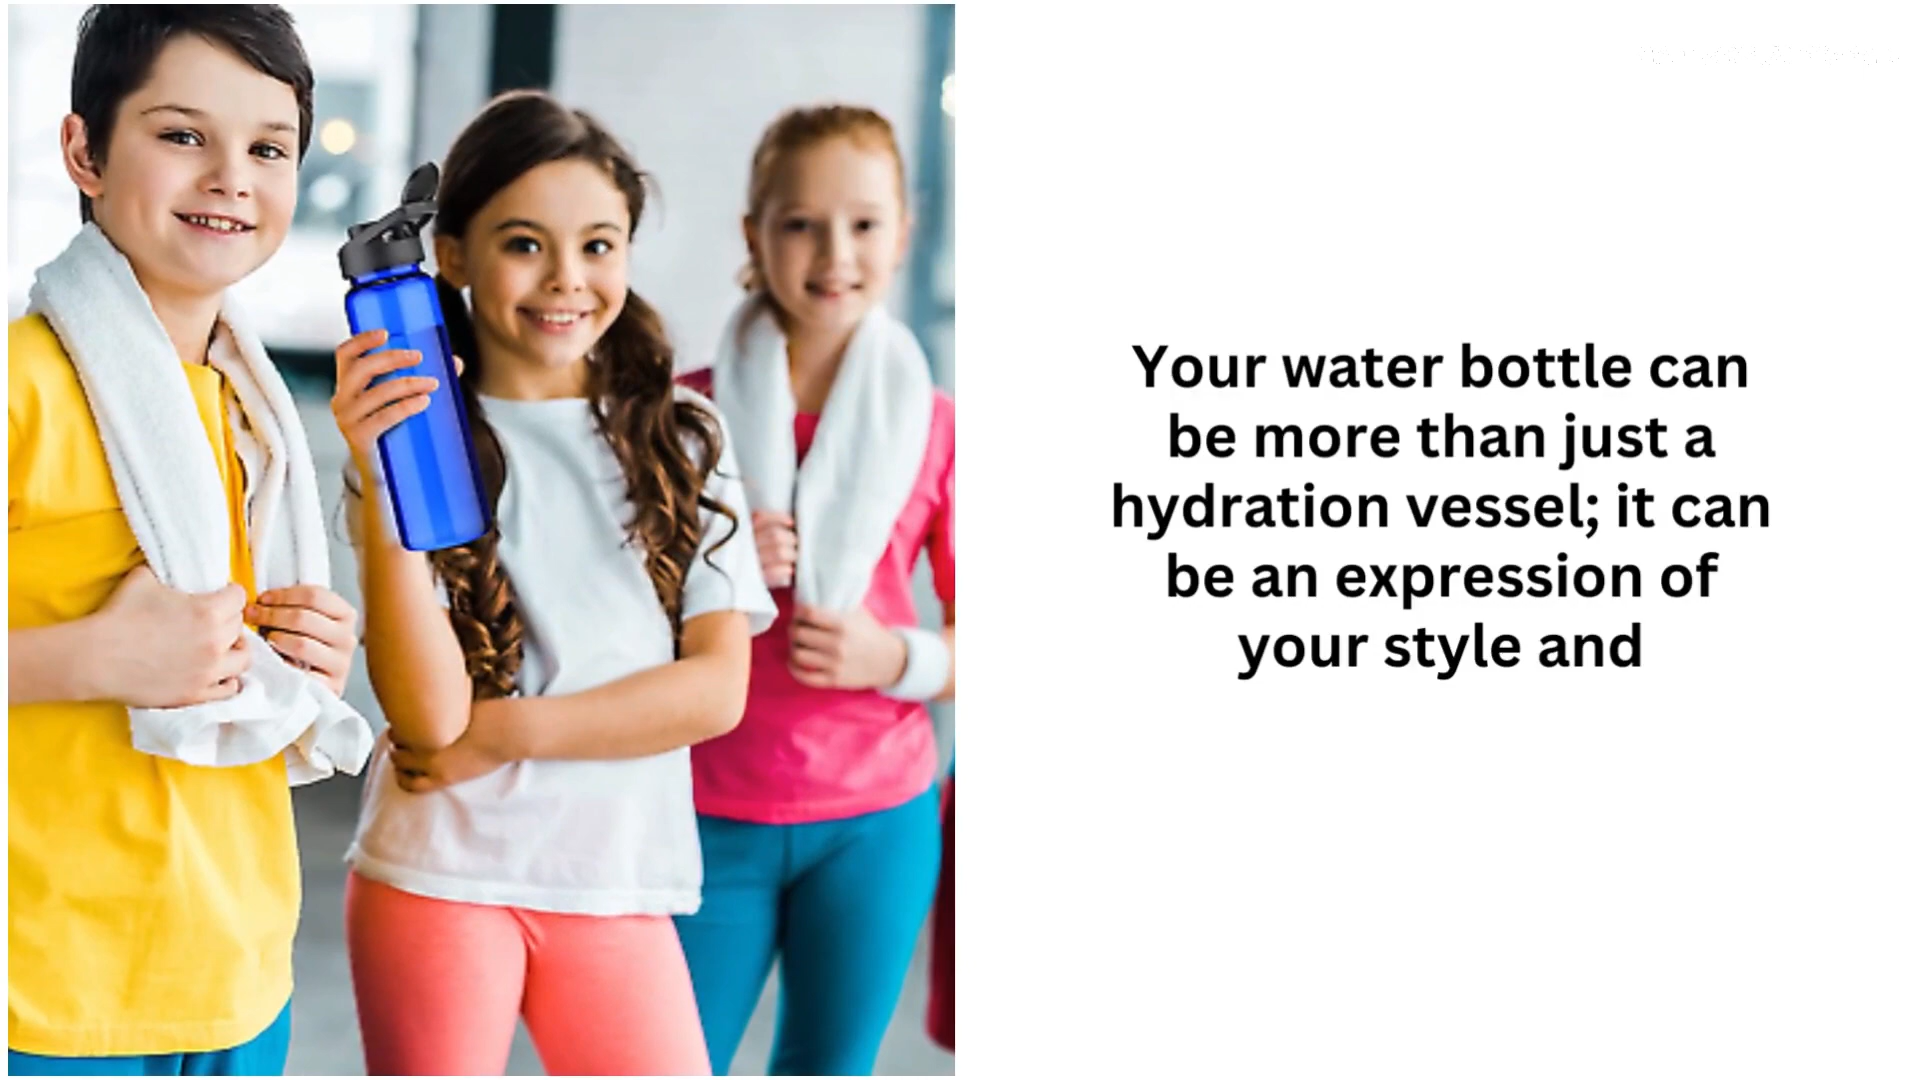 Your water bottle can
be more than just a
hydration vessel; it can
be an expression of
your style and